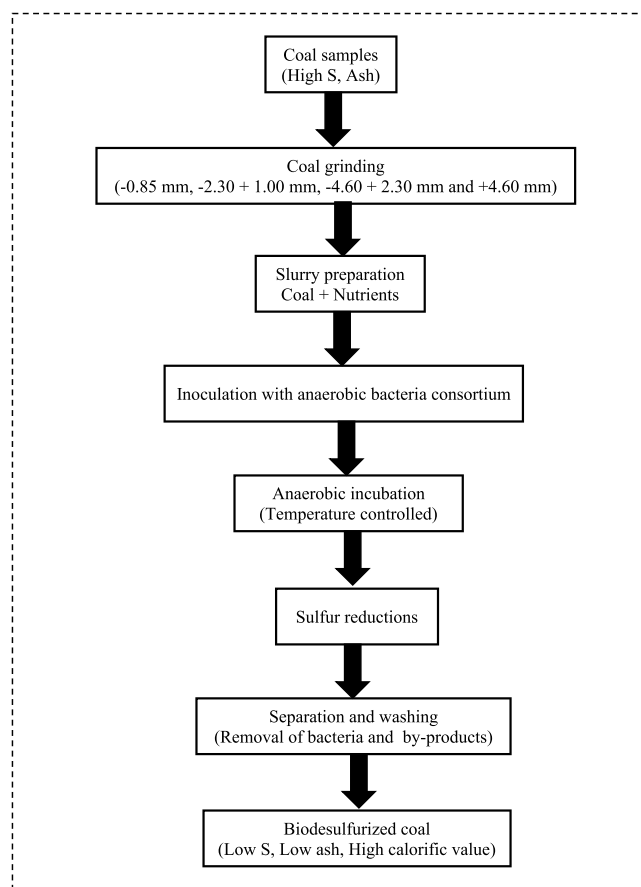 Coal samples
(High S, Ash)
Coal grinding
(-0.85 mm, -2.30 + 1.00 mm, -4.60 + 2.30 mm and +4.60 mm)
Slurry preparation
Coal + Nutrients
Inoculation with anaerobic bacteria consortium
Anaerobic incubation
(Temperature controlled)
Sulfur reductions
Separation and washing
(Removal of bacteria and by-products)
Biodesulfurized coal
(Low S, Low ash, High calorific value)